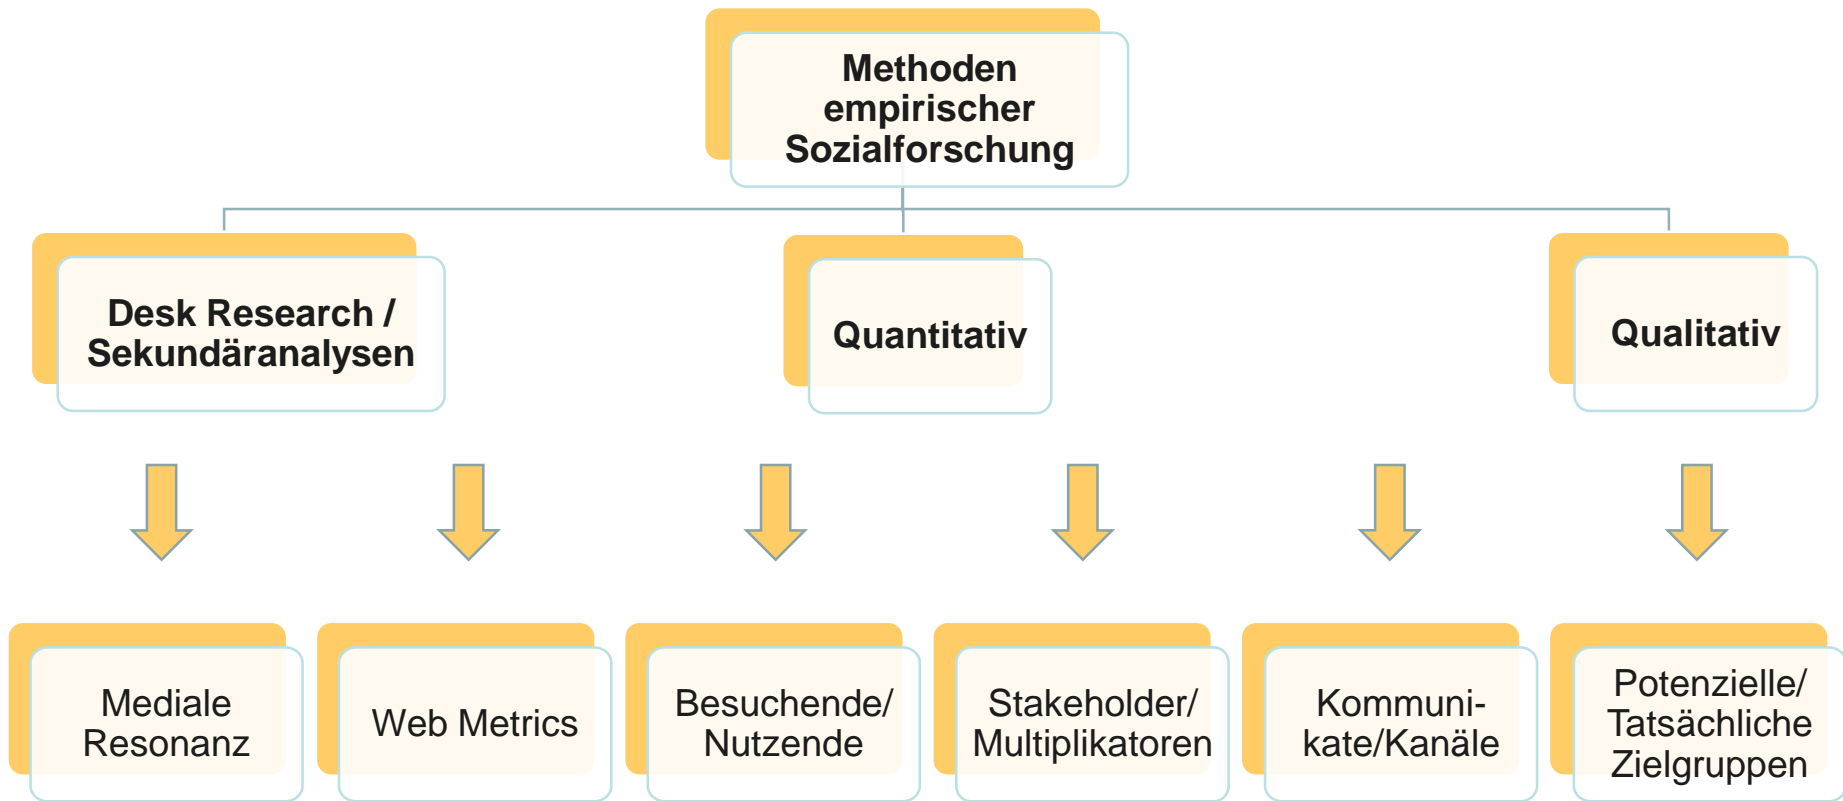 Methoden
empirischer
Sozialforschung
Desk Research /
Sekundäranalysen
Quantitativ
Qualitativ
Mediale
Resonanz
Web Metrics
Besuchende/
Nutzende
Stakeholder/
Multiplikatoren
Kommuni-
kate/Kanäle
Potenzielle/
Tatsächliche
Zielgruppen